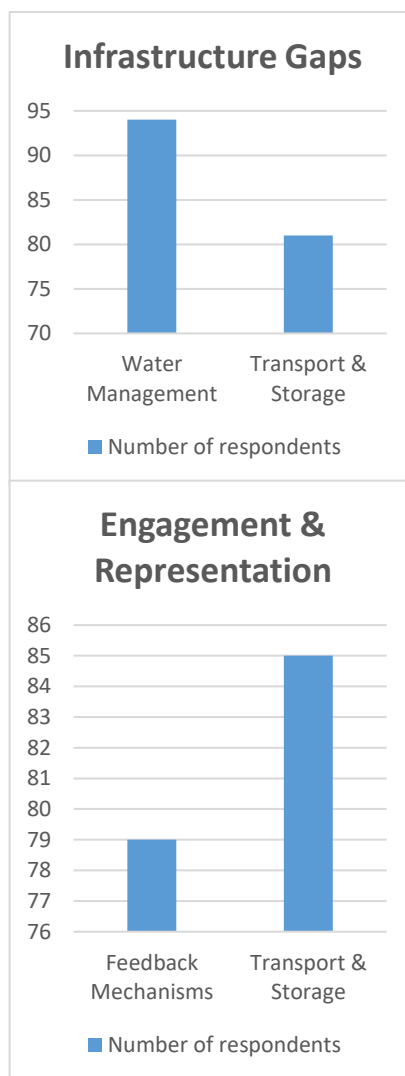 Infrastructure Gaps
95
90
85
80
75
70
Water Transport &
Management Storage
Number of respondents
Engagement &
Representation
86
85
84
83
82
81
80
79
78
77
76
Feedback Transport &
Mechanisms Storage
Number of respondents